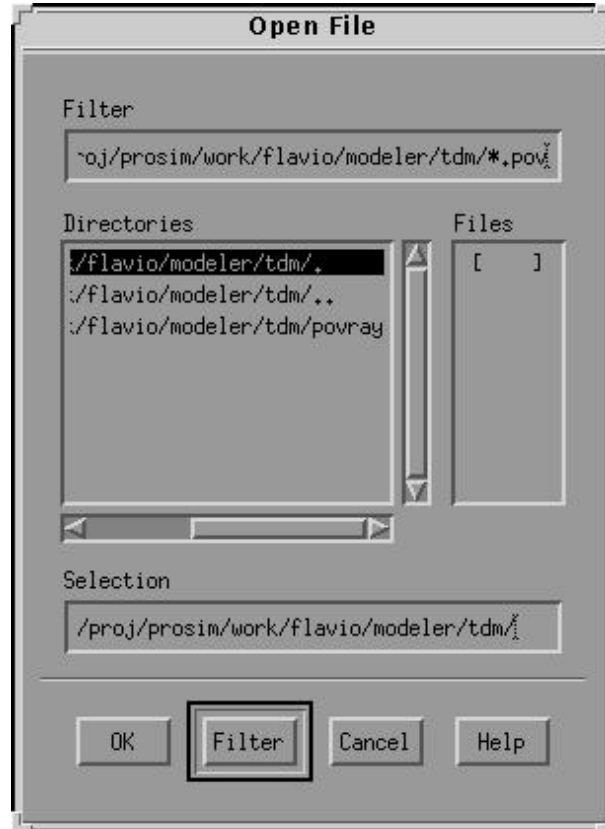 Open File
Filter
roj/prosim/work/flavio/modeler/tdm/*.pov
Directories
Files
:/flavio/modeler/tdm/.
[ ]
:/flavio/modeler/tdm/..
:/flavio/modeler/tdm/povray
Selection
/proj/prosim/work/flavio/modeler/tdm/
OK
Filter
Cancel
Help